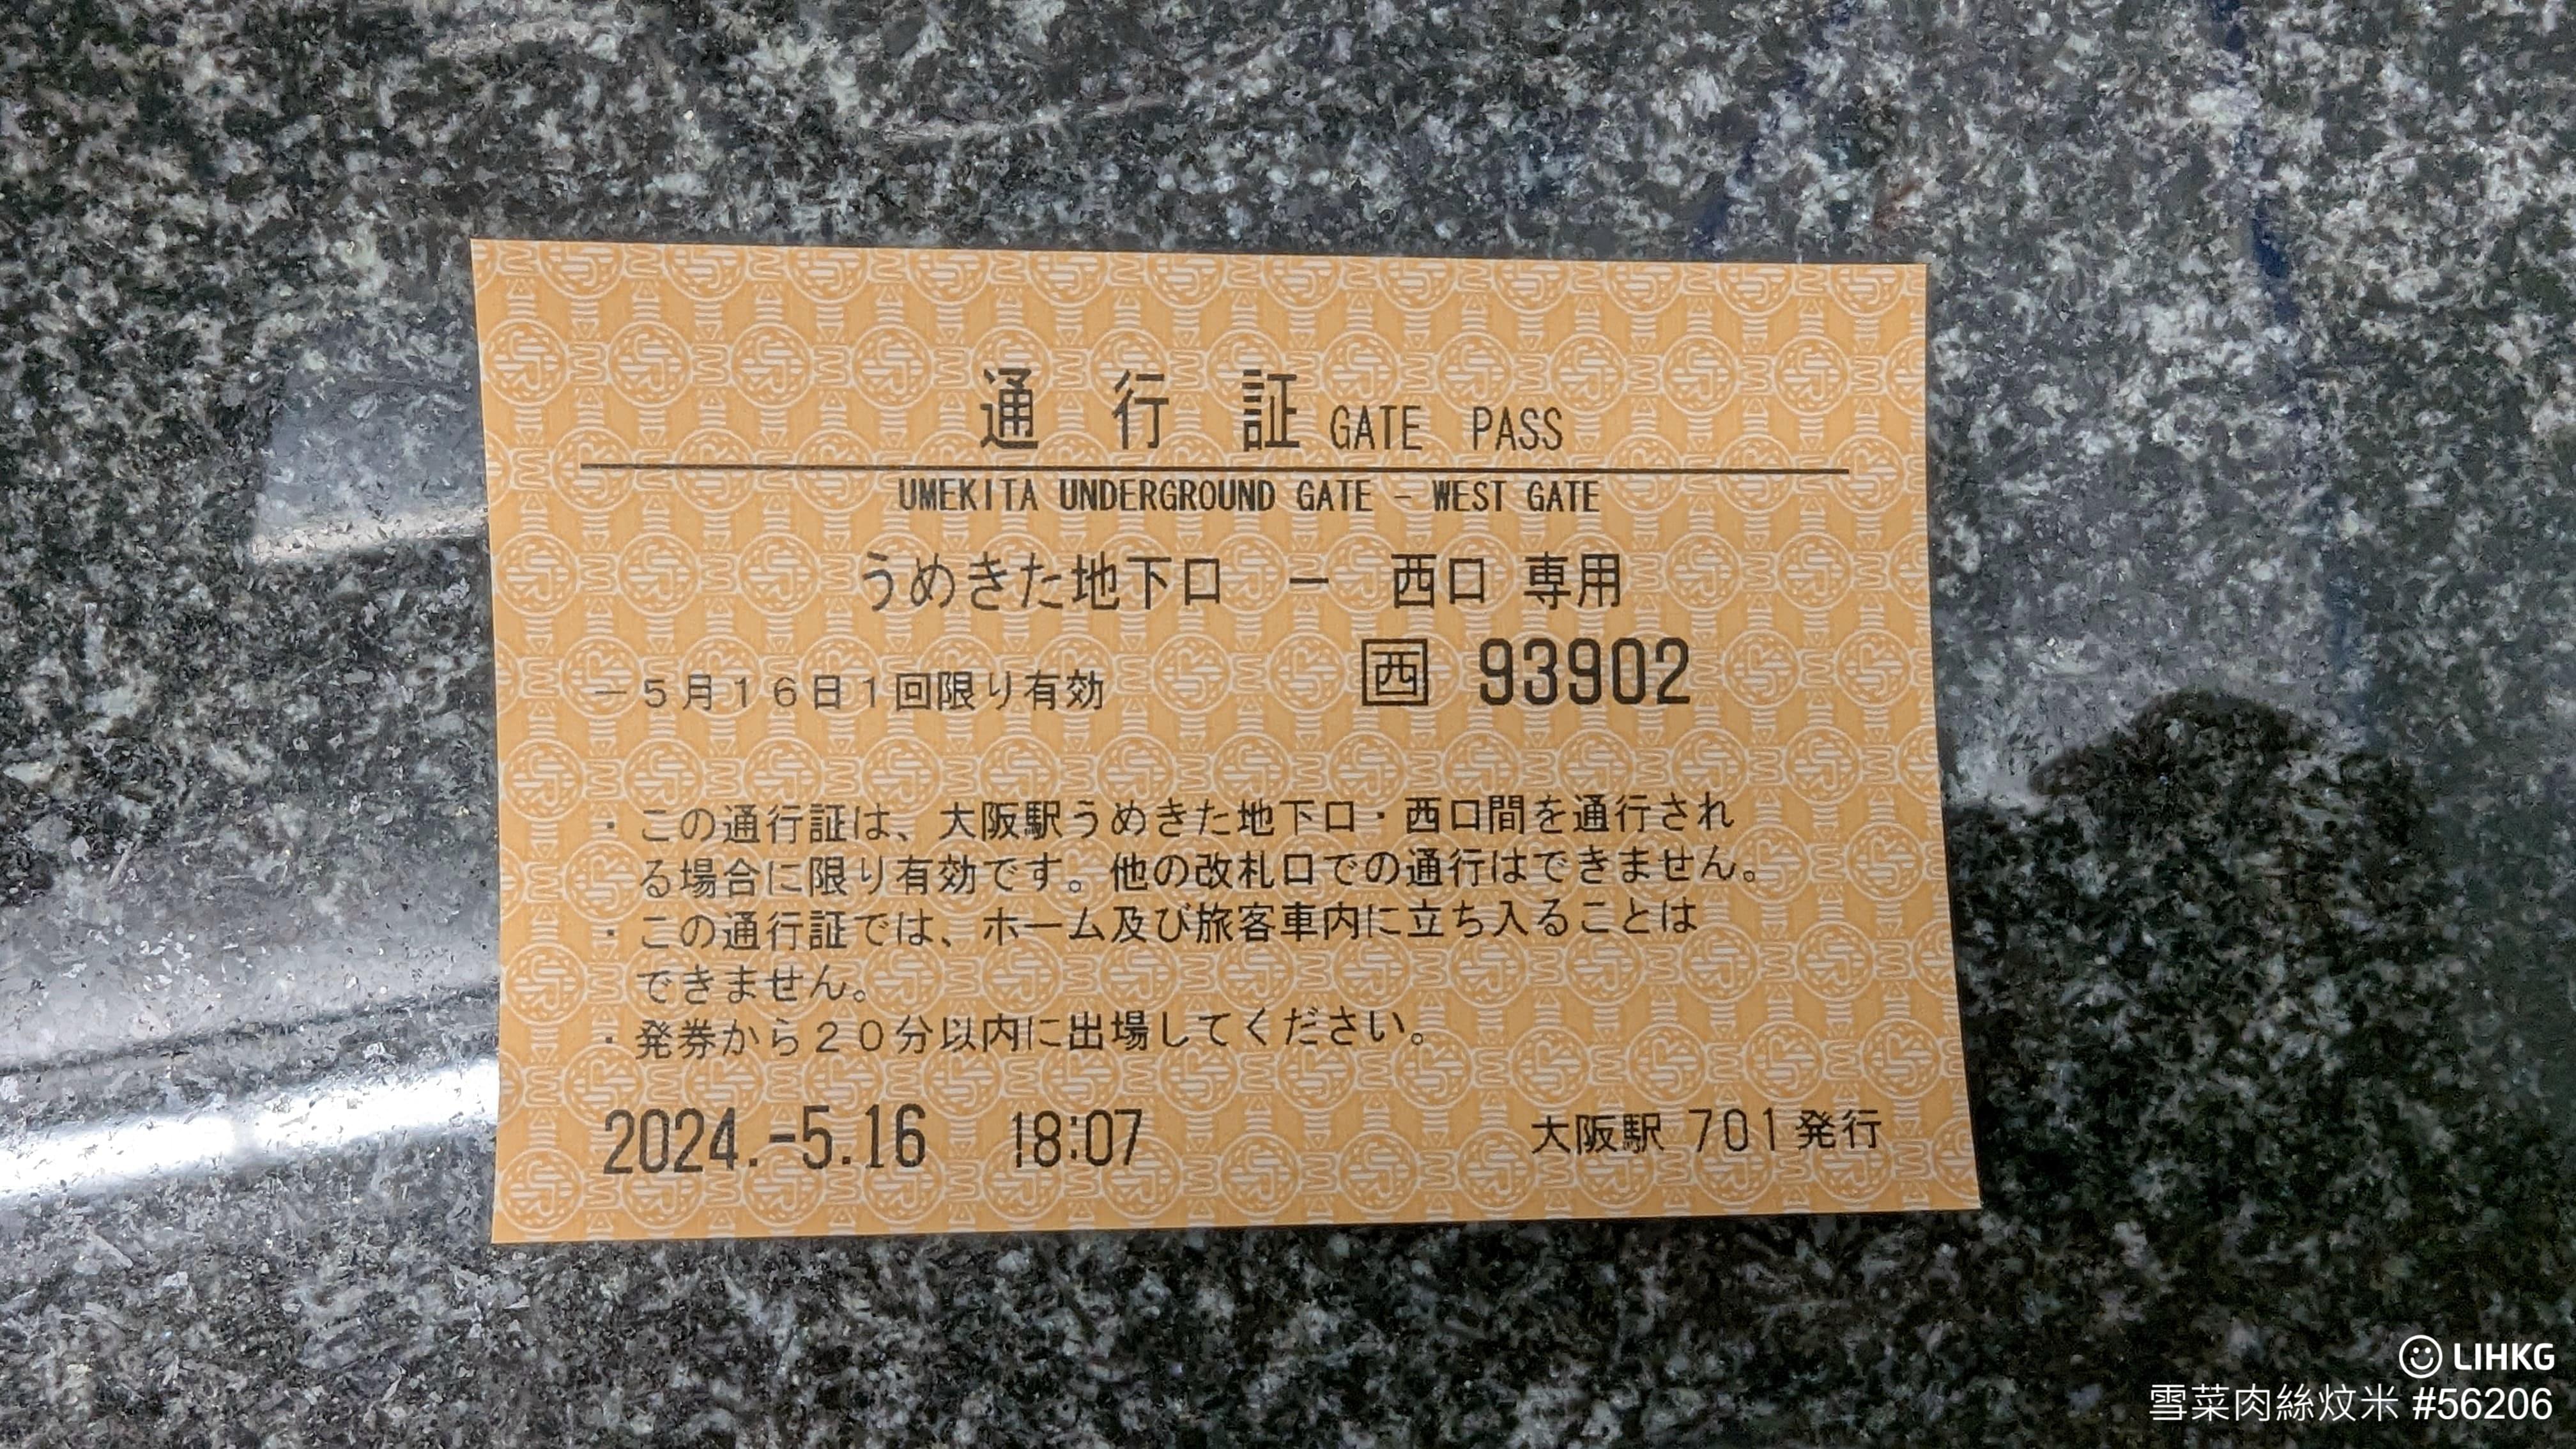 通行証 GATE PASS
UMEKITA UNDERGROUND GATE - WEST GATE
うめきた地下口 － 西口 専用
－５月１６日１回限り有効 西 93902
・この通行証は、大阪駅うめきた地下口・西口間を通行され
る場合に限り有効です。他の改札口での通行はできません。
・この通行証では、ホーム及び旅客車内に立ち入ることは
できません。
・発券から２０分以内に出場してください。
2024.-5.16 18:07 大阪駅 701発行
LIHKG
雪菜肉絲炆米 #56206